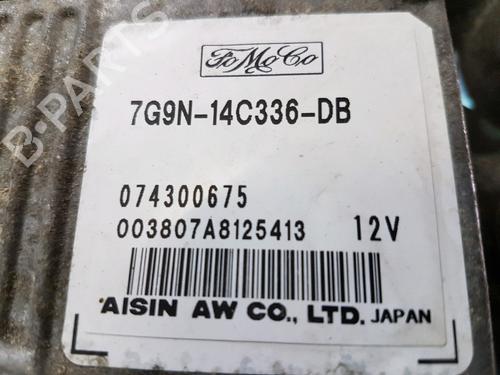 FoMoCo
7G9N-14C336-DB
074300675
003807A8125413 12V
AISIN AW CO., LTD. JAPAN
B-PARTS